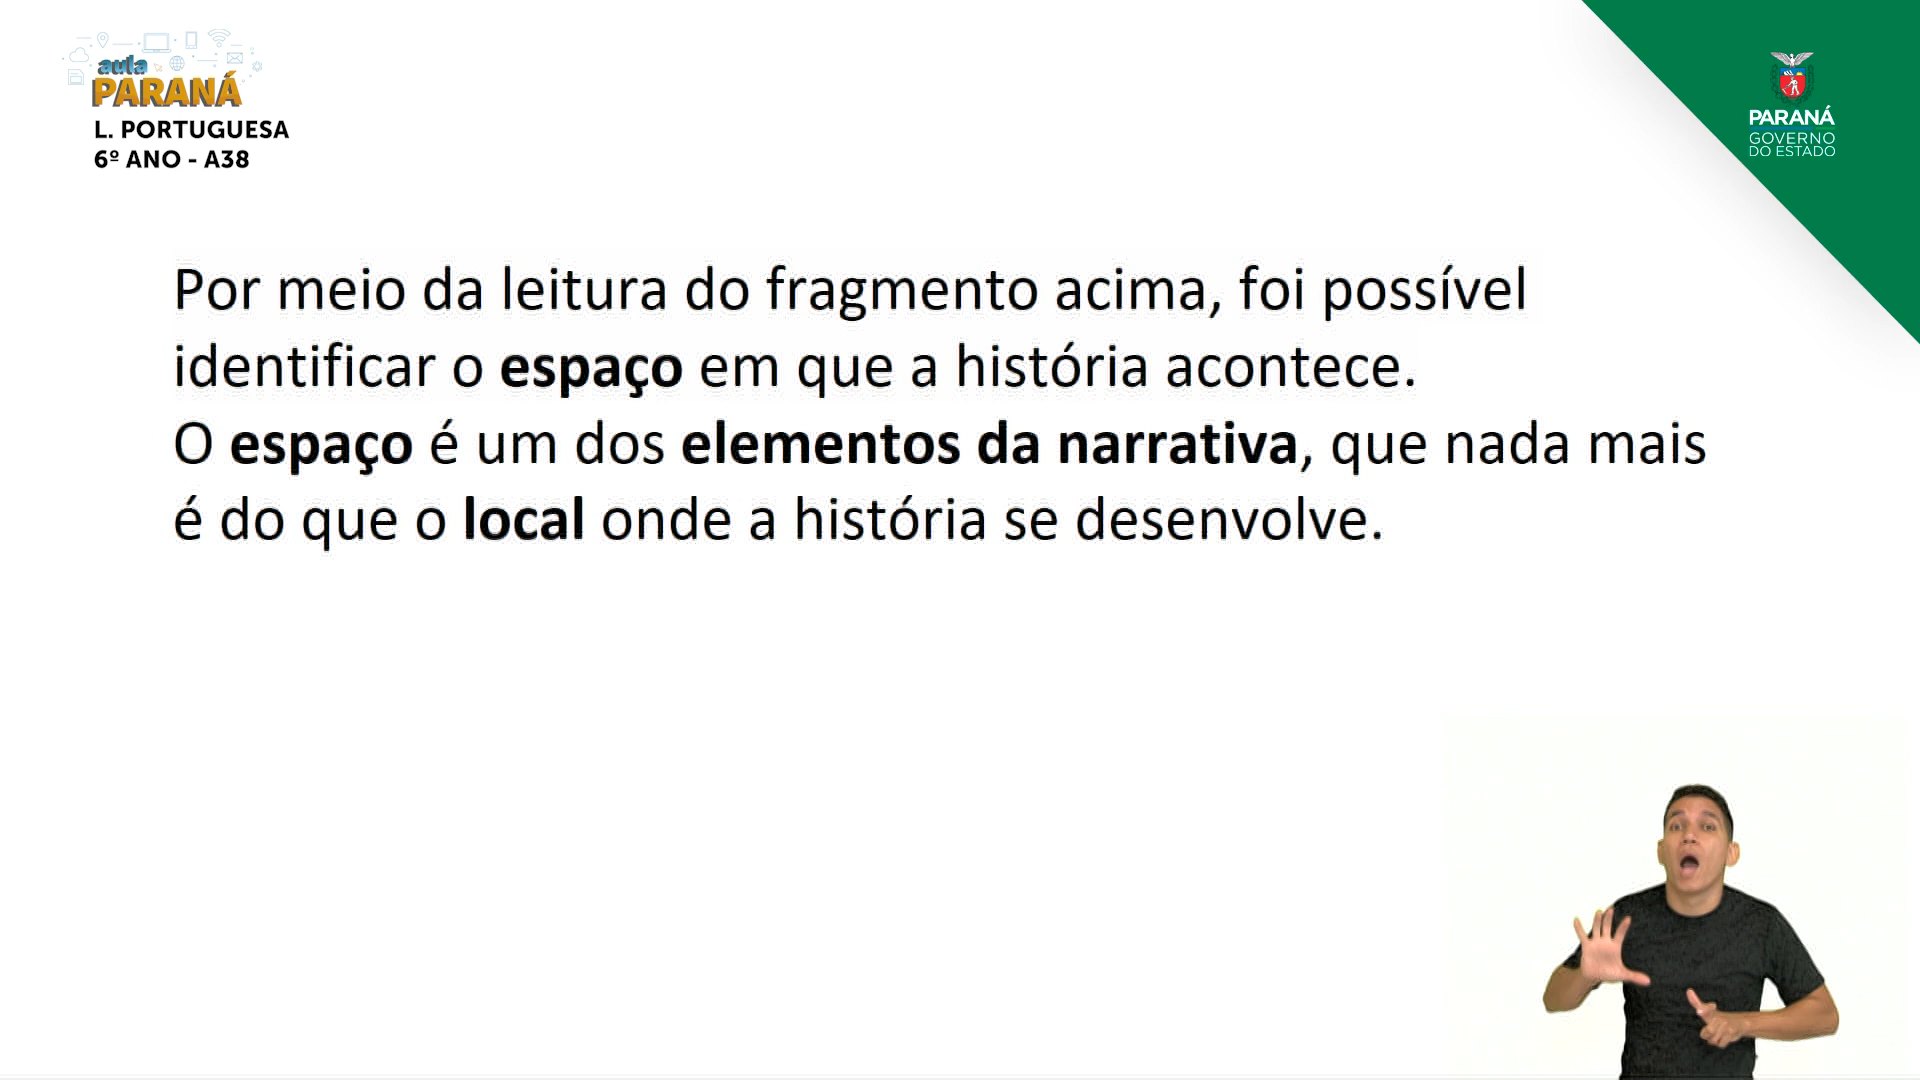 aula
PARANÁ
L. PORTUGUESA
6º ANO - A38
PARANÁ
GOVERNO
DO ESTADO
Por meio da leitura do fragmento acima, foi possível
identificar o espaço em que a história acontece.
O espaço é um dos elementos da narrativa, que nada mais
é do que o local onde a história se desenvolve.